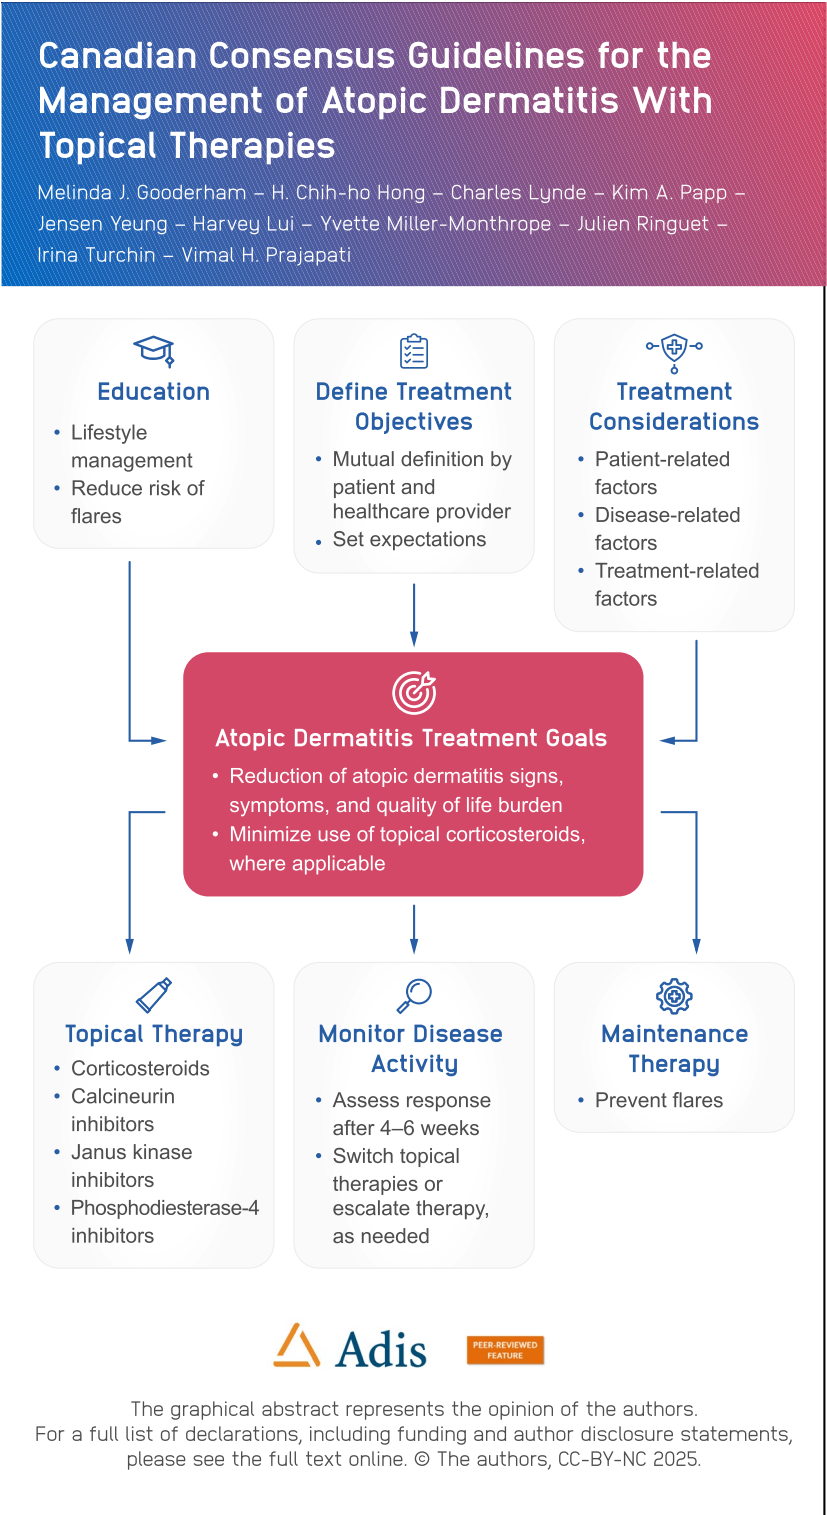 Canadian Consensus Guidelines for the
Management of Atopic Dermatitis With
Topical Therapies
Melinda J. Gooderham – H. Chih-ho Hong – Charles Lynde – Kim A. Papp –
Jensen Yeung – Harvey Lui – Yvette Miller-Monthrope – Julien Ringuet –
Irina Turchin – Vimal H. Prajapati
Education
• Lifestyle
management
• Reduce risk of
flares
Define Treatment
Objectives
• Mutual definition by
patient and
healthcare provider
• Set expectations
Treatment
Considerations
• Patient-related
factors
• Disease-related
factors
• Treatment-related
factors
Atopic Dermatitis Treatment Goals
• Reduction of atopic dermatitis signs,
symptoms, and quality of life burden
• Minimize use of topical corticosteroids,
where applicable
Topical Therapy
• Corticosteroids
• Calcineurin
inhibitors
• Janus kinase
inhibitors
• Phosphodiesterase-4
inhibitors
Monitor Disease
Activity
• Assess response
after 4–6 weeks
• Switch topical
therapies or
escalate therapy,
as needed
Maintenance
Therapy
• Prevent flares
Adis
PEER-REVIEWED
FEATURE
The graphical abstract represents the opinion of the authors.
For a full list of declarations, including funding and author disclosure statements,
please see the full text online. © The authors, CC-BY-NC 2025.